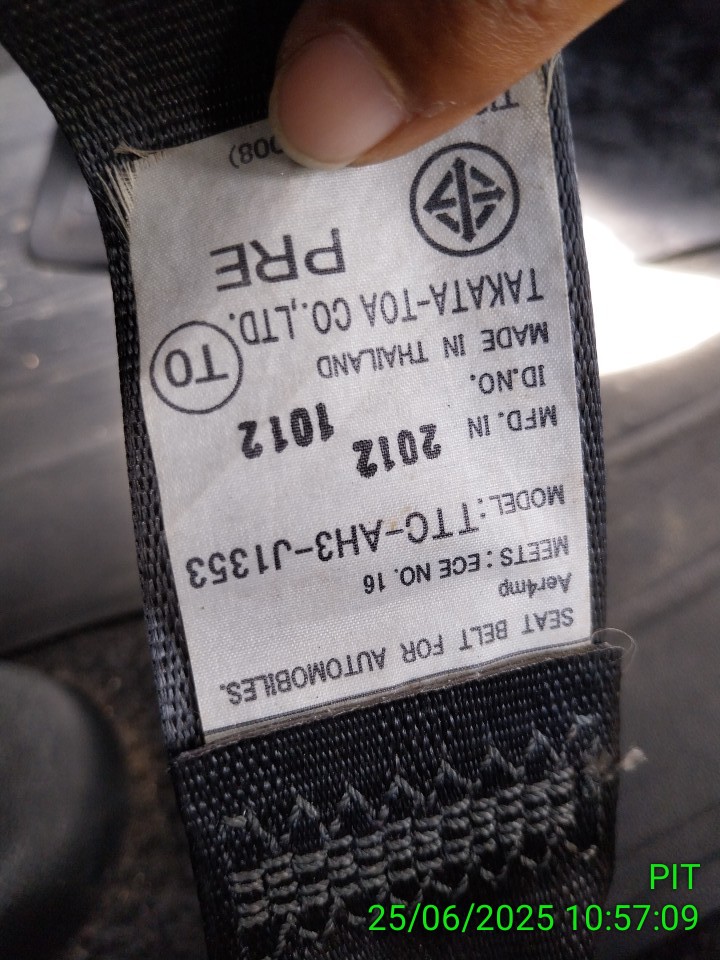 SEAT BELT FOR AUTOMOBILES.
Aer4mp
MEETS : ECE NO. 16
MODEL : TTC-AH3-J1353
MFD. IN 2012 1012
ID.NO.
MADE IN THAILAND
TAKATA-TOA CO.,LTD. TO
PRE
PIT
25/06/2025 10:57:09